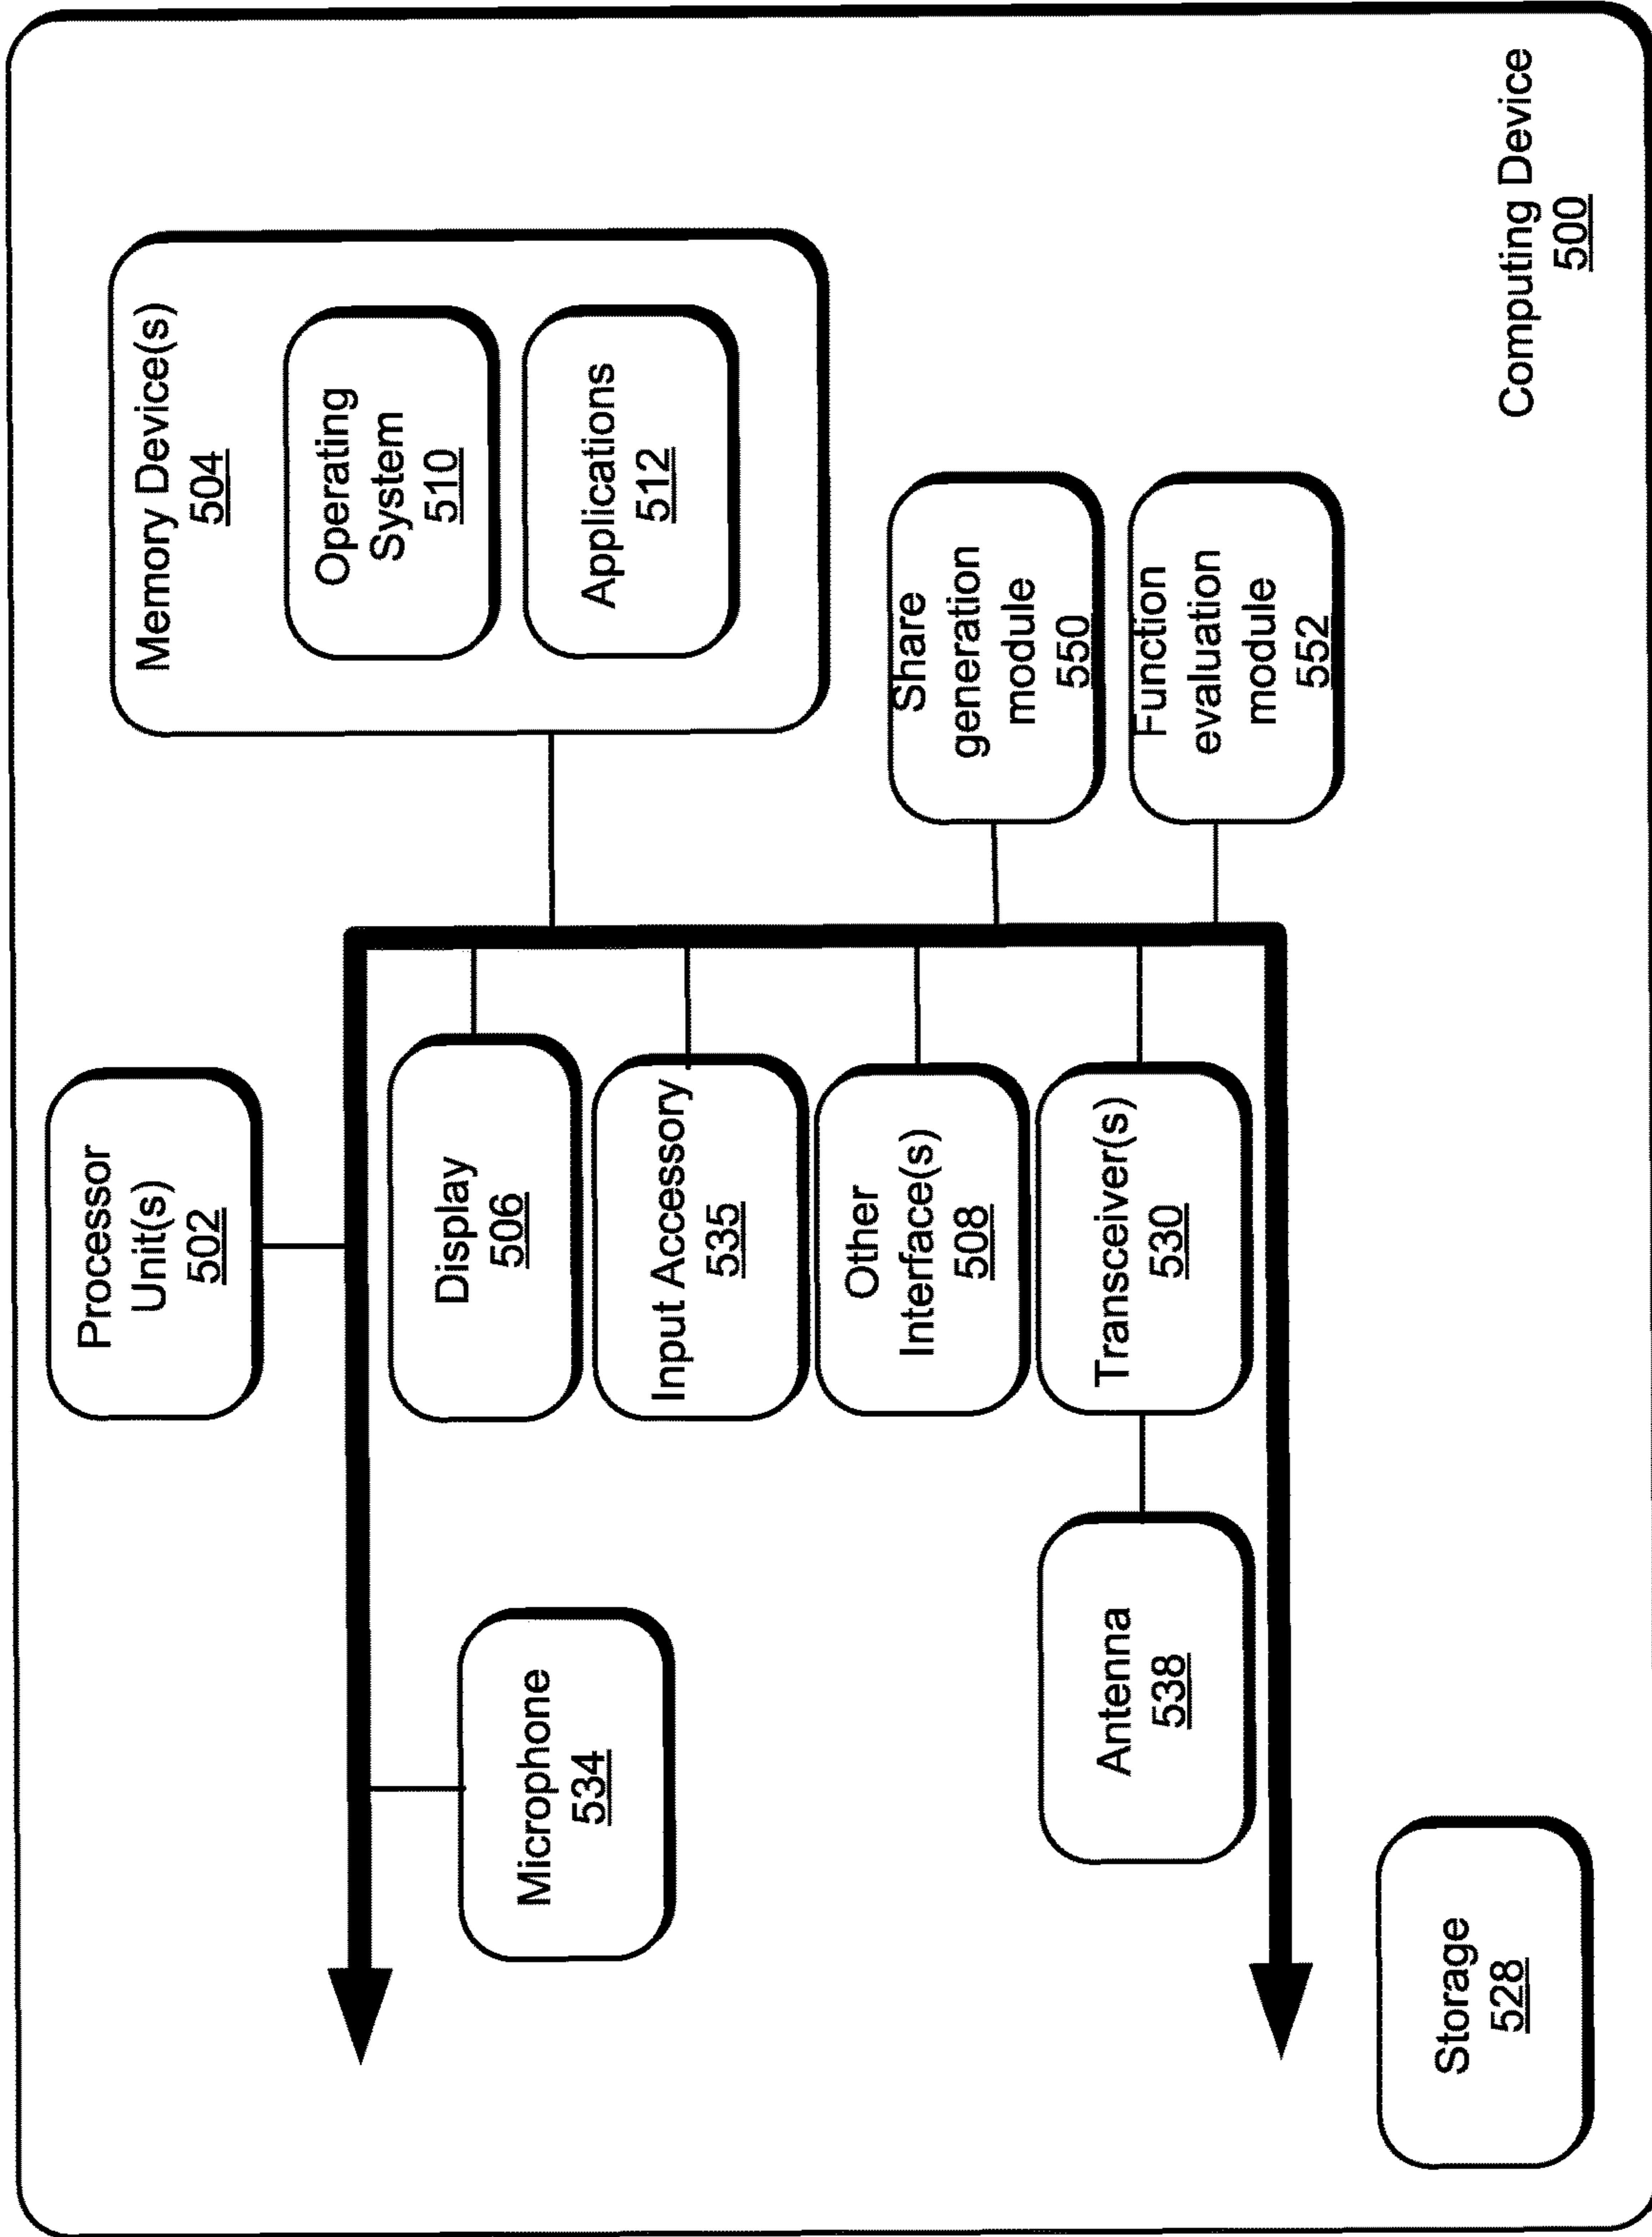 Processor
Unit(s)
502
Memory Device(s)
504
Operating
System
510
Applications
512
Microphone
534
Display
506
Input Accessory
535
Other
Interface(s)
508
Share
generation
module
550
Antenna
538
Transceiver(s)
530
Function
evaluation
module
552
Storage
528
Computing Device
500